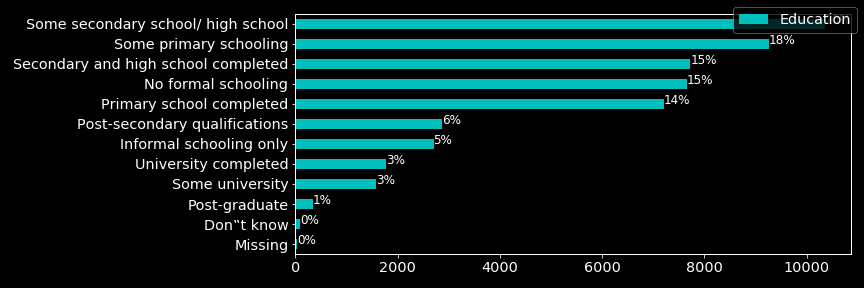 Education
Some secondary school/ high school
Some primary schooling 18%
Secondary and high school completed 15%
No formal schooling 15%
Primary school completed 14%
Post-secondary qualifications 6%
Informal schooling only 5%
University completed 3%
Some university 3%
Post-graduate 1%
Don‟t know 0%
Missing 0%
0 2000 4000 6000 8000 10000